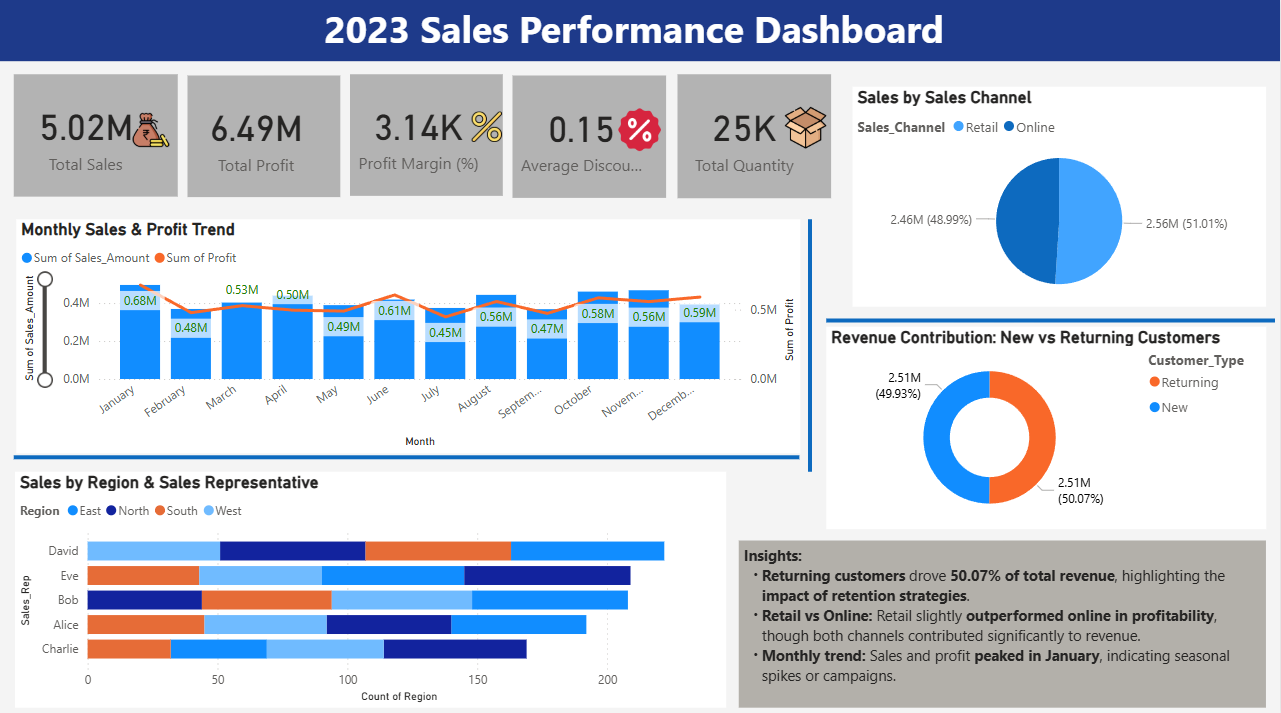 2023 Sales Performance Dashboard
5.02M
Total Sales
6.49M
Total Profit
3.14K
Profit Margin (%)
0.15
Average Discou...
25K
Total Quantity
Sales by Sales Channel
Sales_Channel Retail Online
2.46M (48.99%)
2.56M (51.01%)
Monthly Sales & Profit Trend
Sum of Sales_Amount Sum of Profit
Sum of Sales_Amount
0.4M
0.2M
0.0M
0.68M
0.48M
0.53M
0.50M
0.49M
0.61M
0.45M
0.56M
0.47M
0.58M
0.56M
0.59M
0.5M
0.0M
Sum of Profit
January
February
March
April
May
June
July
August
Septem...
October
Novem...
Decemb...
Month
Revenue Contribution: New vs Returning Customers
Customer_Type
Returning
New
2.51M
(49.93%)
2.51M
(50.07%)
Sales by Region & Sales Representative
Region East North South West
Sales_Rep
David
Eve
Bob
Alice
Charlie
0
50
100
150
200
Count of Region
Insights:
• Returning customers drove 50.07% of total revenue, highlighting the
impact of retention strategies.
• Retail vs Online: Retail slightly outperformed online in profitability,
though both channels contributed significantly to revenue.
• Monthly trend: Sales and profit peaked in January, indicating seasonal
spikes or campaigns.